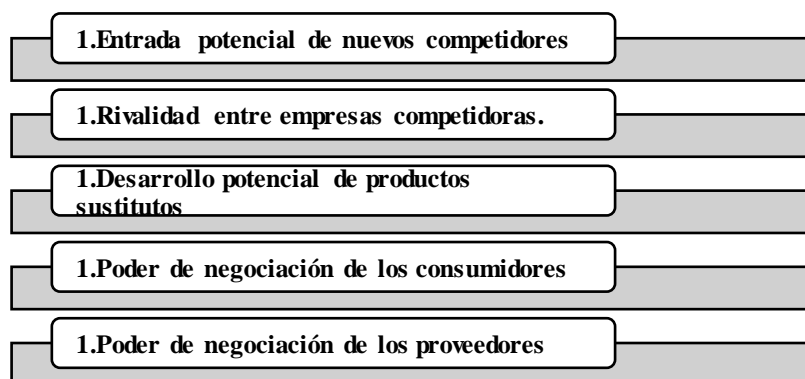 1.Entrada potencial de nuevos competidores
1.Rivalidad entre empresas competidoras.
1.Desarrollo potencial de productos
sustitutos
1.Poder de negociación de los consumidores
1.Poder de negociación de los proveedores